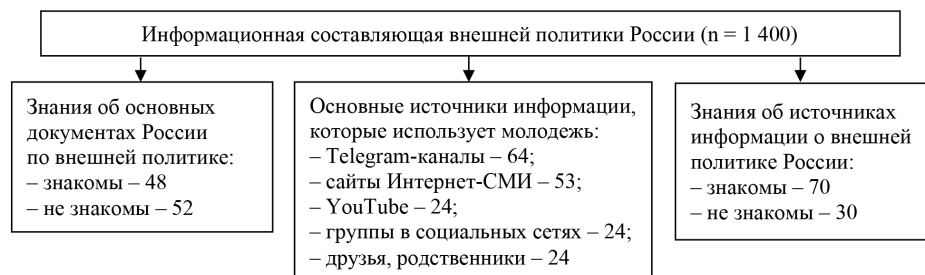 Информационная составляющая внешней политики России (n = 1 400)
Знания об основных
документах России
по внешней политике:
– знакомы – 48
– не знакомы – 52
Основные источники информации,
которые использует молодежь:
– Telegram-каналы – 64;
– сайты Интернет-СМИ – 53;
– YouTube – 24;
– группы в социальных сетях – 24;
– друзья, родственники – 24
Знания об источниках
информации о внешней
политике России:
– знакомы – 70
– не знакомы – 30